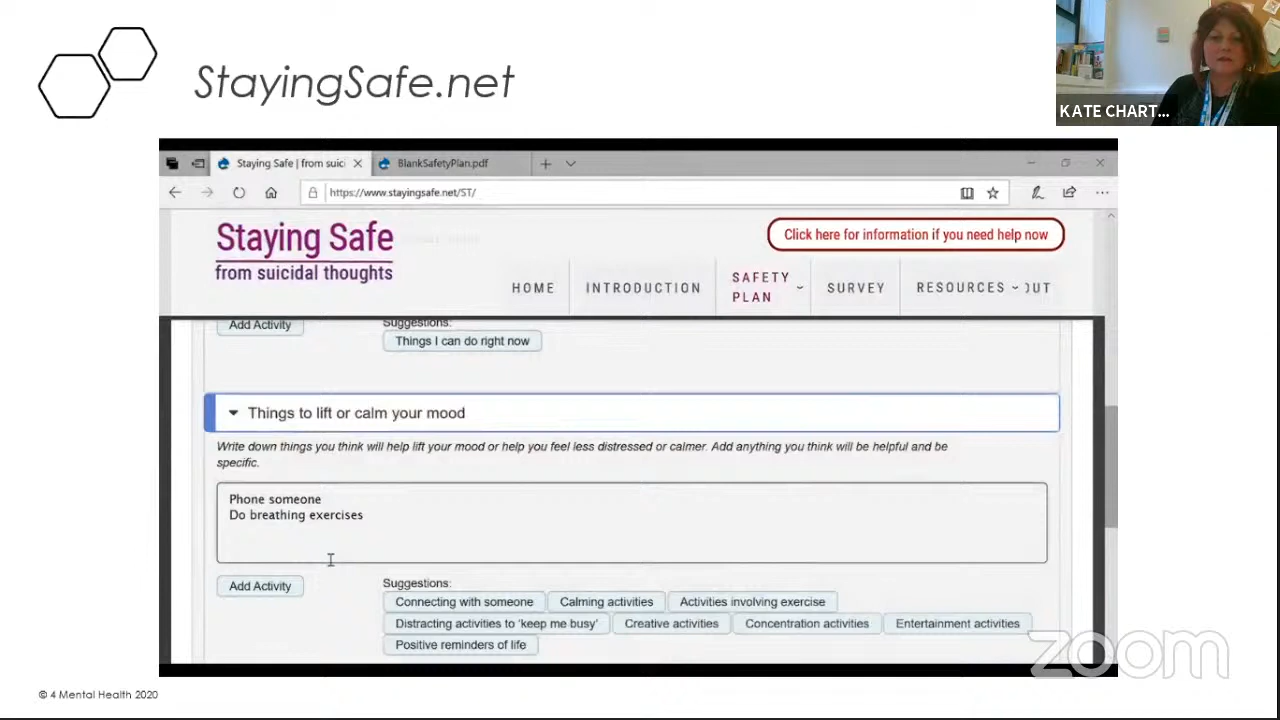 StayingSafe.net
KATE CHART...
Staying Safe | from suici
BlankSafetyPlan.pdf
https://www.stayingsafe.net/ST/
Staying Safe
from suicidal thoughts
Click here for information if you need help now
HOME
INTRODUCTION
SAFETY
PLAN
SURVEY
RESOURCES
OUT
Add Activity
Suggestions:
Things I can do right now
Things to lift or calm your mood
Write down things you think will help lift your mood or help you feel less distressed or calmer. Add anything you think will be helpful and be
specific.
Phone someone
Do breathing exercises
Add Activity
Suggestions:
Connecting with someone
Calming activities
Activities involving exercise
Distracting activities to 'keep me busy'
Creative activities
Concentration activities
Entertainment activities
Positive reminders of life
zoom
© 4 Mental Health 2020